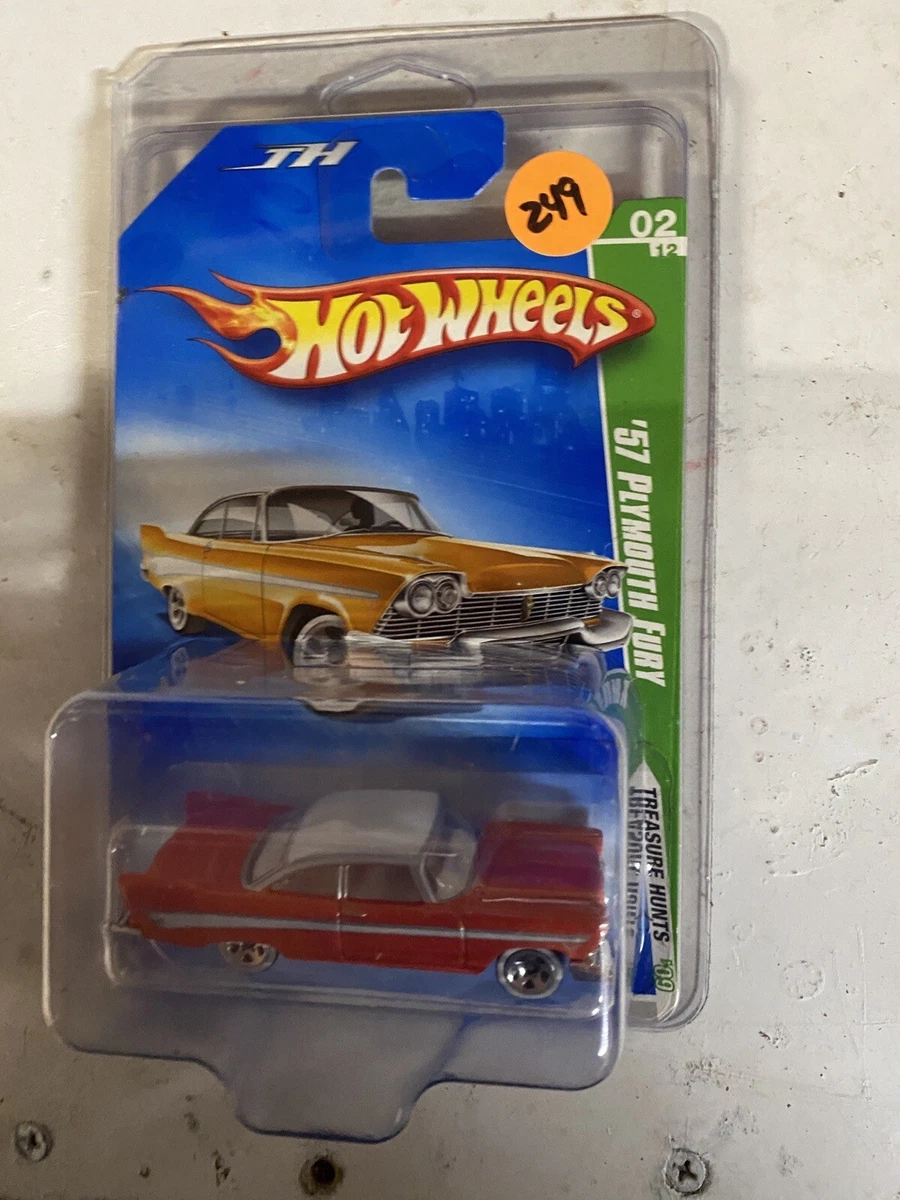 TH
249
02
12
HOT WHEELS®
'57 PLYMOUTH FURY
TREASURE HUNTS '09